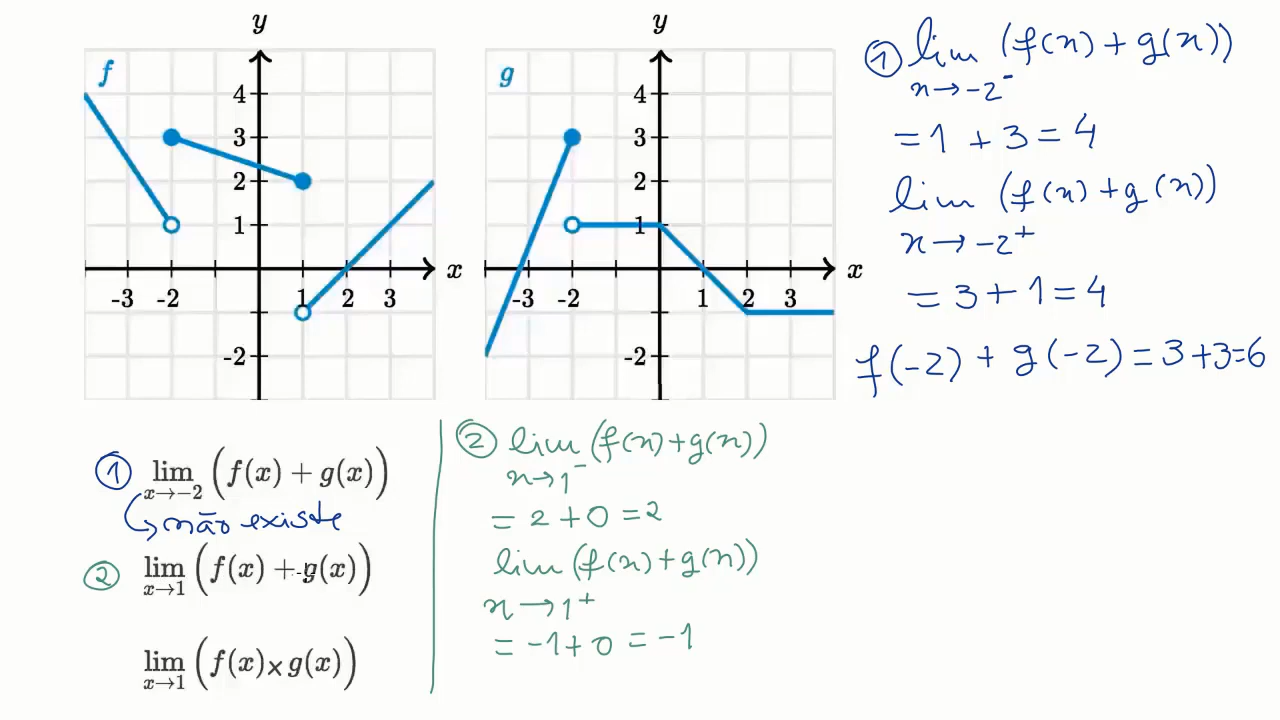 y
f
4
3
2
1
x
-3 -2 1 2 3
-2
y
g
4
3
2
1
x
-3 -2 1 2 3
-2
① lim (f(x) + g(x))
x → -2⁻
= 1 + 3 = 4
lim (f(x) + g(x))
x → -2⁺
= 3 + 1 = 4
f(-2) + g(-2) = 3 + 3 = 6
① lim (f(x) + g(x))
x→−2
não existe
② lim (f(x) + g(x))
x→1
lim (f(x) × g(x))
x→1
② lim (f(x) + g(x))
x → 1⁻
= 2 + 0 = 2
lim (f(x) + g(x))
x → 1⁺
= -1 + 0 = -1